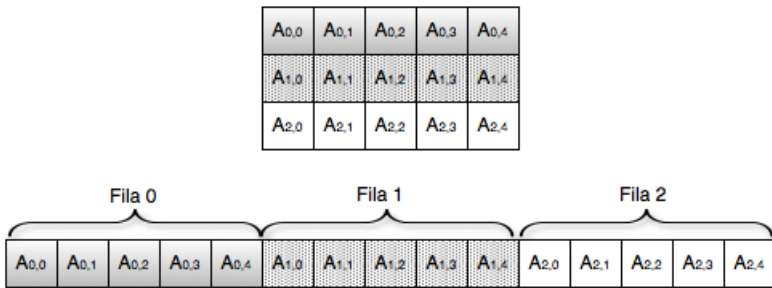 A0,0 A0,1 A0,2 A0,3 A0,4
A1,0 A1,1 A1,2 A1,3 A1,4
A2,0 A2,1 A2,2 A2,3 A2,4
Fila 0 Fila 1 Fila 2
A0,0 A0,1 A0,2 A0,3 A0,4 A1,0 A1,1 A1,2 A1,3 A1,4 A2,0 A2,1 A2,2 A2,3 A2,4